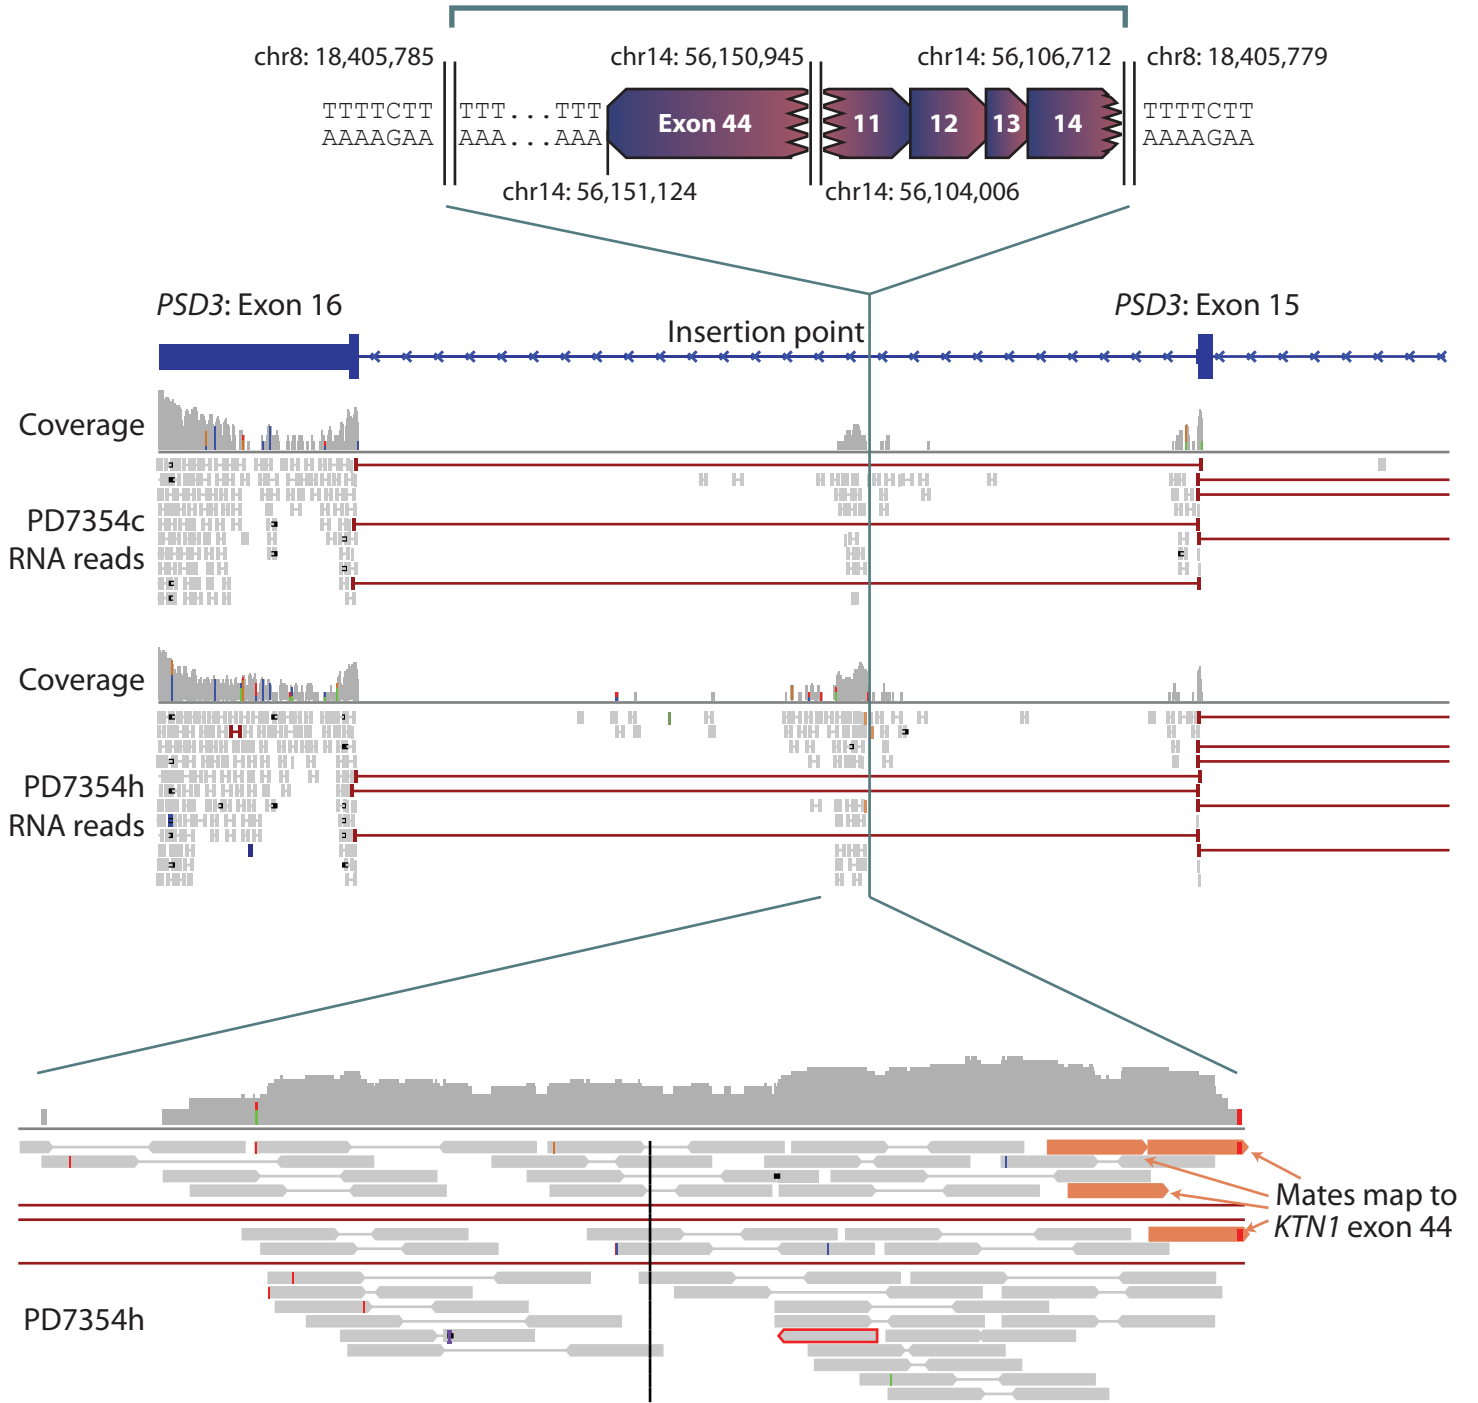 chr8: 18,405,785
chr14: 56,150,945
chr14: 56,106,712
chr8: 18,405,779
TTTTCTT TTT...TTT
AAAAGAA AAA...AAA
Exon 44
11
12
13
14
TTTTCTT
AAAAGAA
chr14: 56,151,124
chr14: 56,104,006
PSD3: Exon 16
PSD3: Exon 15
Insertion point
Coverage
PD7354c
RNA reads
Coverage
PD7354h
RNA reads
Mates map to
KTN1 exon 44
PD7354h